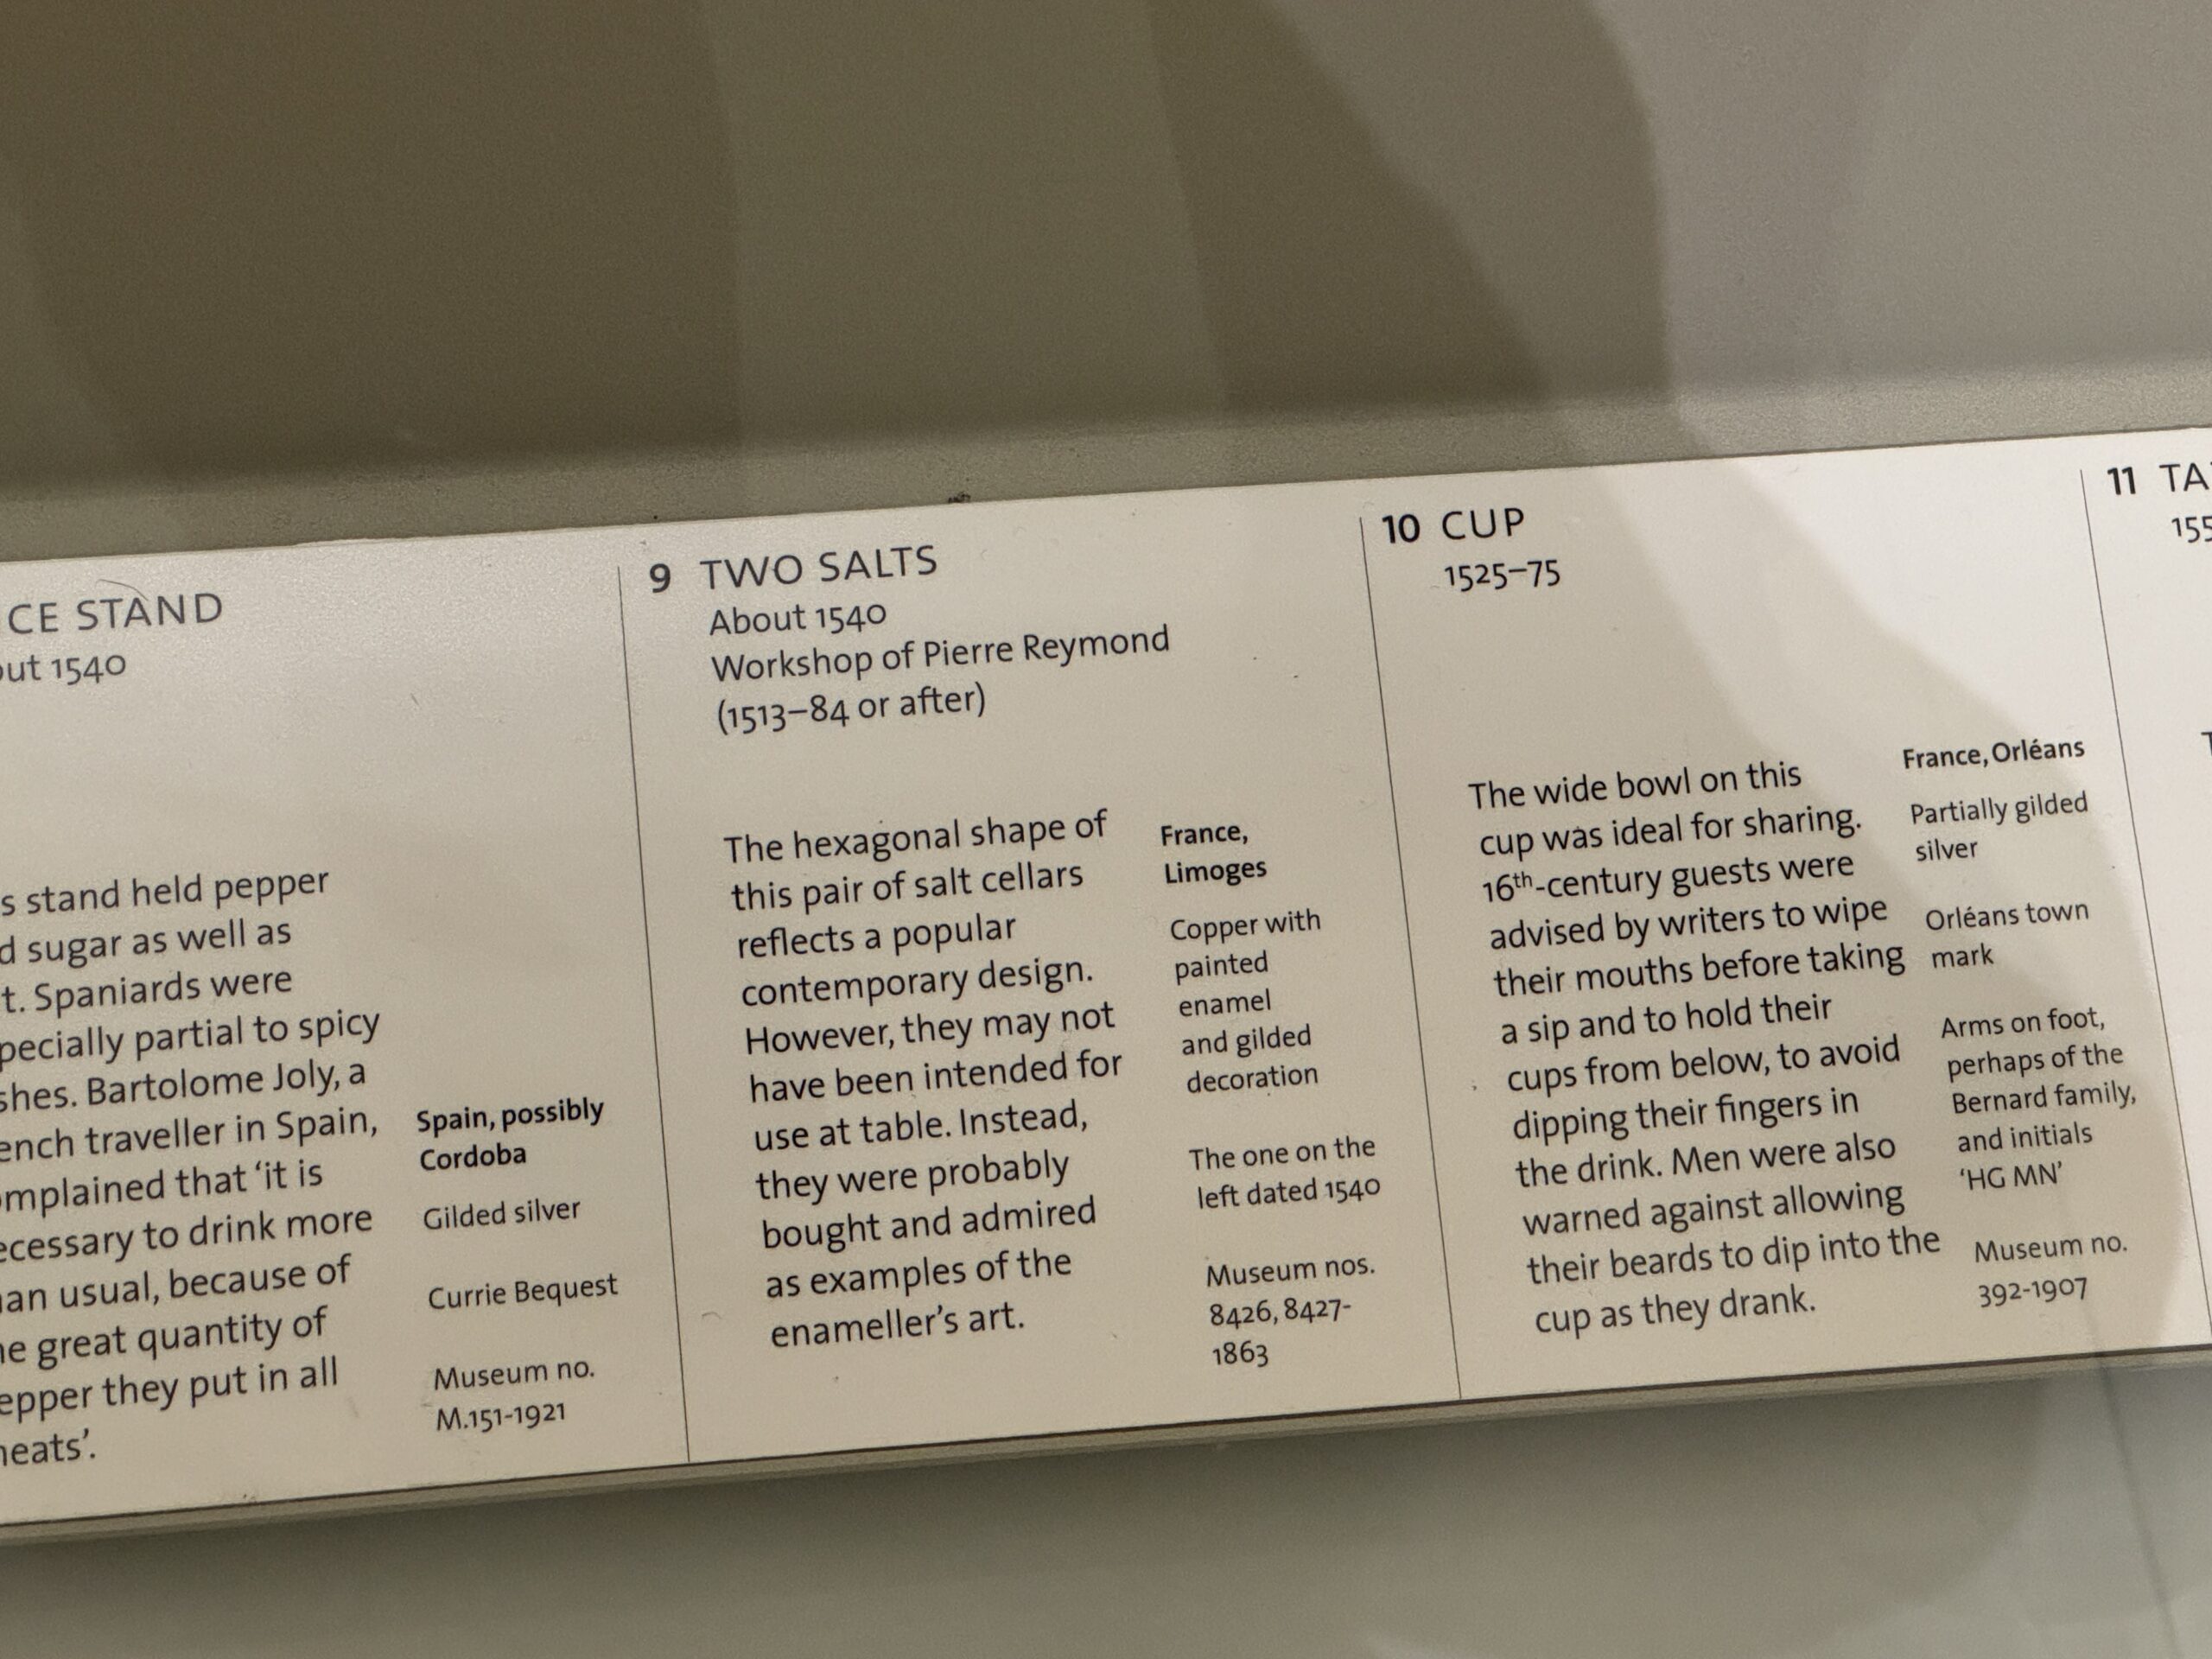 CE STAND
out 1540
s stand held pepper
d sugar as well as
t. Spaniards were
pecially partial to spicy
shes. Bartolome Joly, a
ench traveller in Spain,
omplained that ‘it is
ecessary to drink more
an usual, because of
he great quantity of
epper they put in all
neats’.
Spain, possibly
Cordoba
Gilded silver
Currie Bequest
Museum no.
M.151-1921
9 TWO SALTS
About 1540
Workshop of Pierre Reymond
(1513–84 or after)
The hexagonal shape of
this pair of salt cellars
reflects a popular
contemporary design.
However, they may not
have been intended for
use at table. Instead,
they were probably
bought and admired
as examples of the
enameller’s art.
France,
Limoges
Copper with
painted
enamel
and gilded
decoration
The one on the
left dated 1540
Museum nos.
8426, 8427-
1863
10 CUP
1525–75
The wide bowl on this
cup was ideal for sharing.
16th-century guests were
advised by writers to wipe
their mouths before taking
a sip and to hold their
cups from below, to avoid
dipping their fingers in
the drink. Men were also
warned against allowing
their beards to dip into the
cup as they drank.
France, Orléans
Partially gilded
silver
Orléans town
mark
Arms on foot,
perhaps of the
Bernard family,
and initials
‘HG MN’
Museum no.
392-1907
11 TA
155